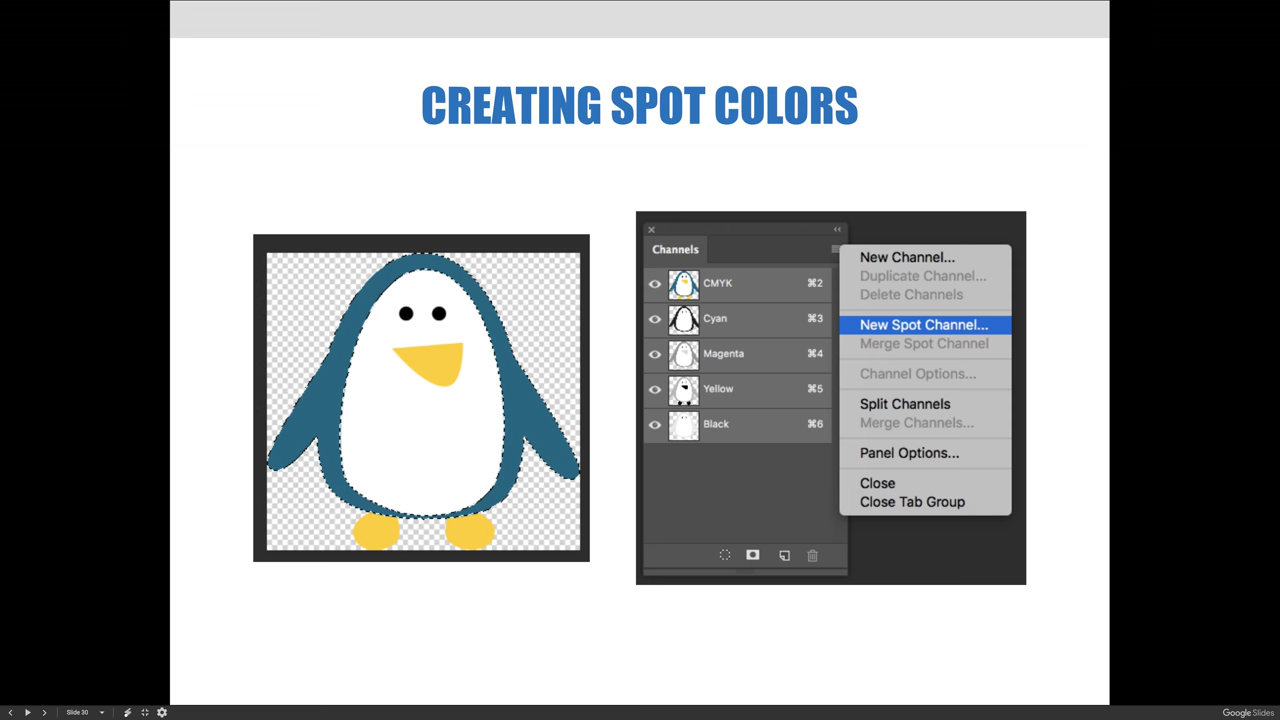 CREATING SPOT COLORS
Channels
CMYK ⌘2
Cyan ⌘3
Magenta ⌘4
Yellow ⌘5
Black ⌘6
New Channel...
Duplicate Channel...
Delete Channels
New Spot Channel...
Merge Spot Channel
Channel Options...
Split Channels
Merge Channels...
Panel Options...
Close
Close Tab Group
Slide 30
Google Slides